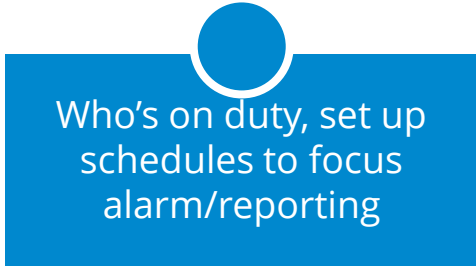 Who’s on duty, set up
schedules to focus
alarm/reporting